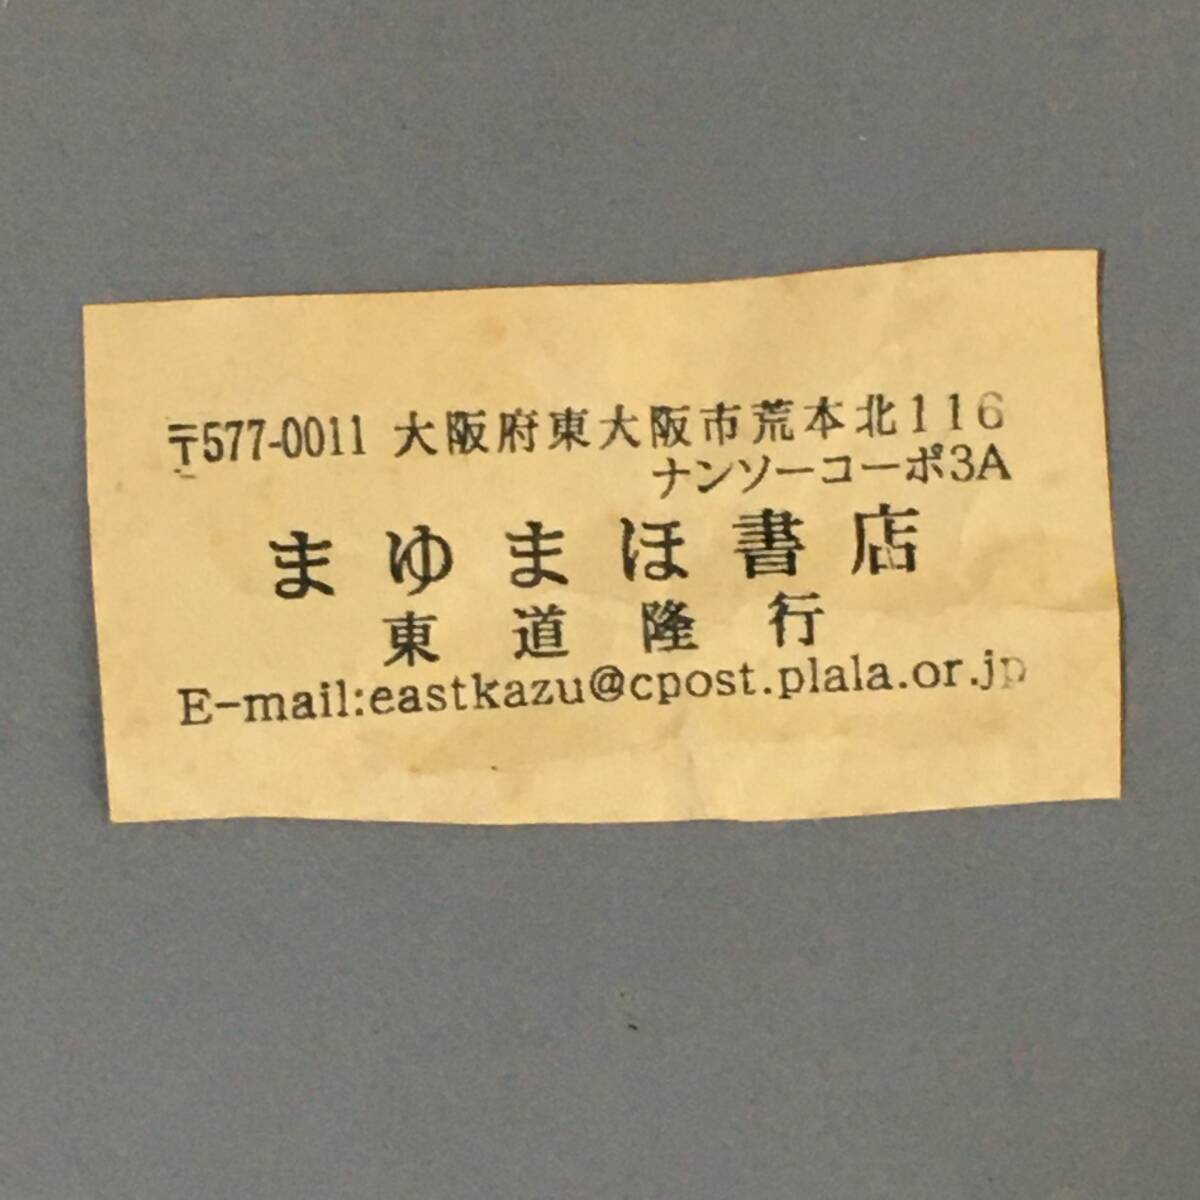 〒577-0011 大阪府東大阪市荒本北116
ナンソーコーポ3A
まゆまほ書店
東道隆行
E-mail:eastkazu@cpost.plala.or.jp